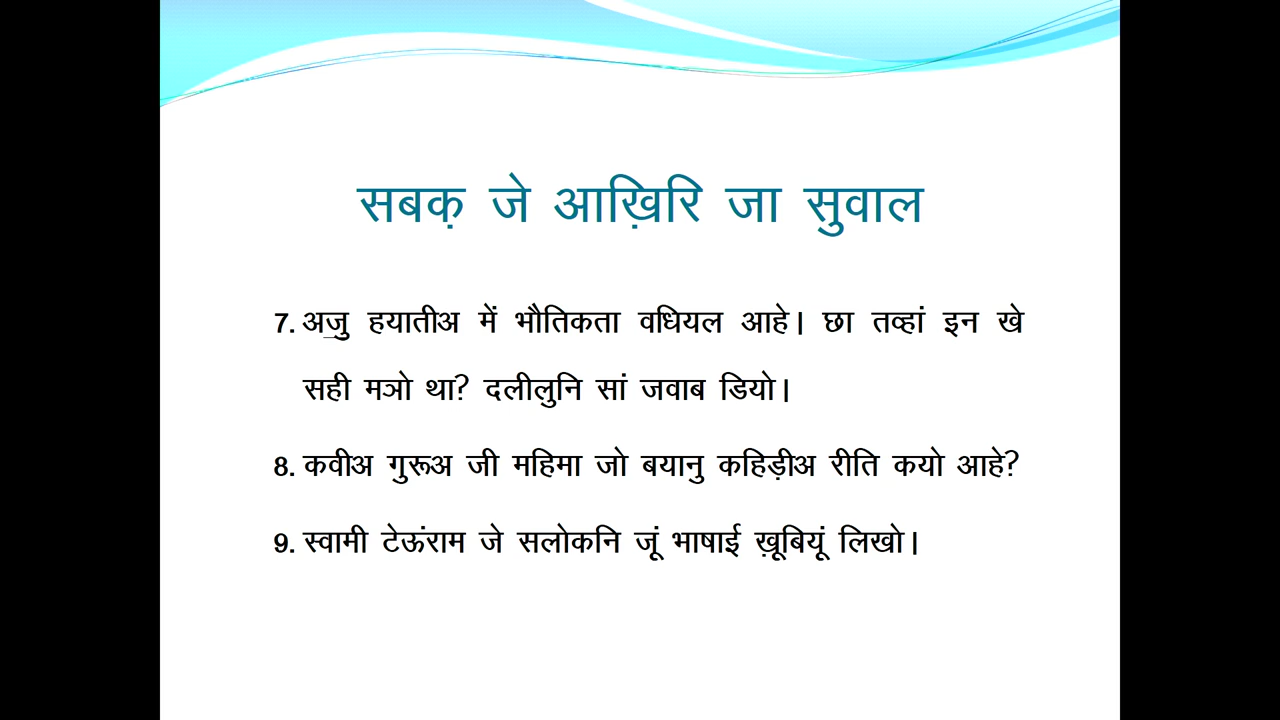 सबक़ जे आख़िरि जा सुवाल
7. अॼु हयातीअ में भौतिकता वधियल आहे। छा तव्हां इन खे
सही मञो था? दलीलुनि सां जवाब डियो।
8. कवीअ गुरूअ जी महिमा जो बयानु कहिड़ीअ रीति कयो आहे?
9. स्वामी टेऊंराम जे सलोकनि जूं भाषाई ख़ूबियूं लिखो।